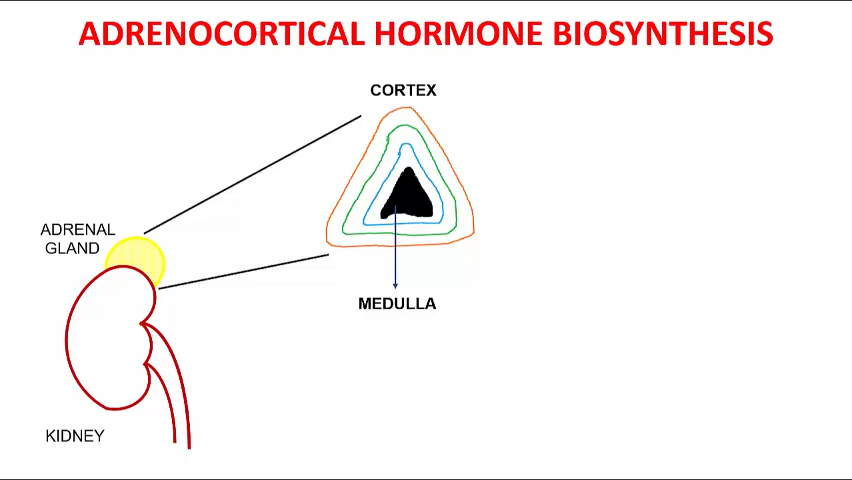 ADRENOCORTICAL HORMONE BIOSYNTHESIS
CORTEX
ADRENAL
GLAND
MEDULLA
KIDNEY